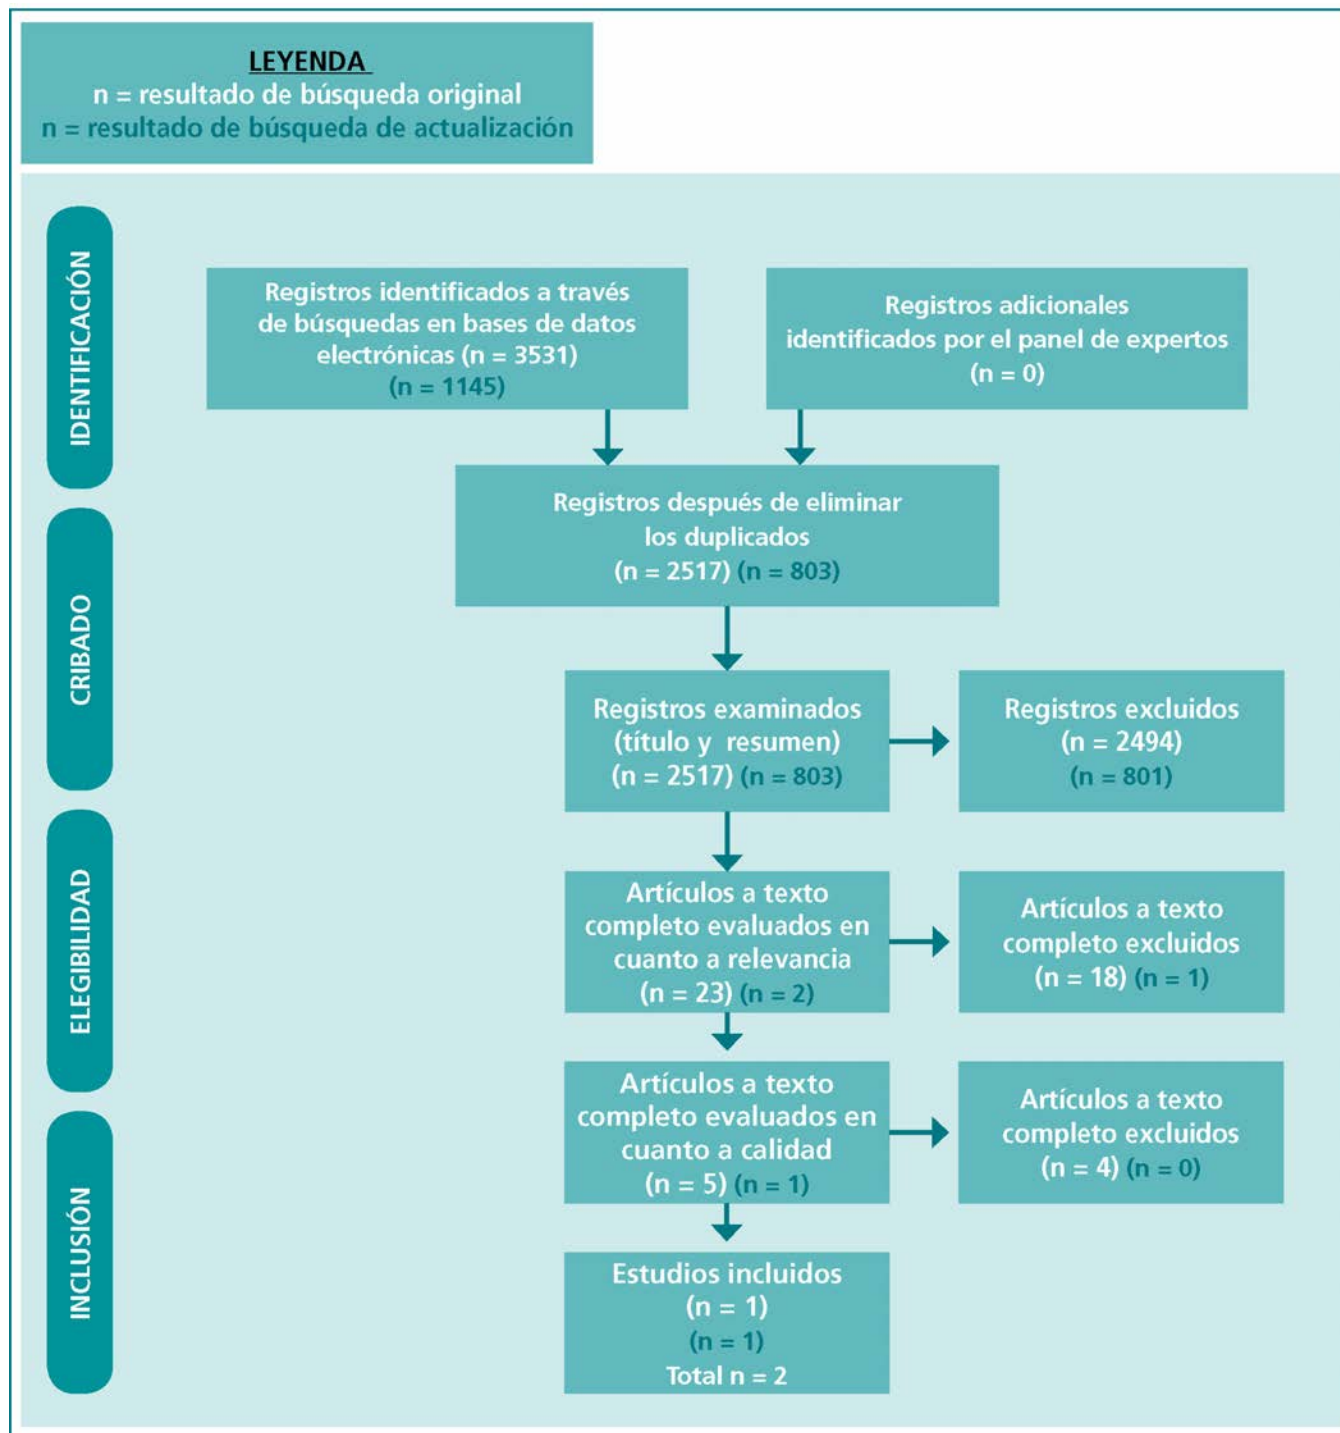 LEYENDA
n = resultado de búsqueda original
n = resultado de búsqueda de actualización
IDENTIFICACIÓN
Registros identificados a través
de búsquedas en bases de datos
electrónicas (n = 3531)
(n = 1145)
Registros adicionales
identificados por el panel de expertos
(n = 0)
Registros después de eliminar
los duplicados
(n = 2517) (n = 803)
CRIBADO
Registros examinados
(título y resumen)
(n = 2517) (n = 803)
Registros excluidos
(n = 2494)
(n = 801)
ELEGIBILIDAD
Artículos a texto
completo evaluados en
cuanto a relevancia
(n = 23) (n = 2)
Artículos a texto
completo excluidos
(n = 18) (n = 1)
Artículos a texto
completo evaluados en
cuanto a calidad
(n = 5) (n = 1)
Artículos a texto
completo excluidos
(n = 4) (n = 0)
INCLUSIÓN
Estudios incluidos
(n = 1)
(n = 1)
Total n = 2